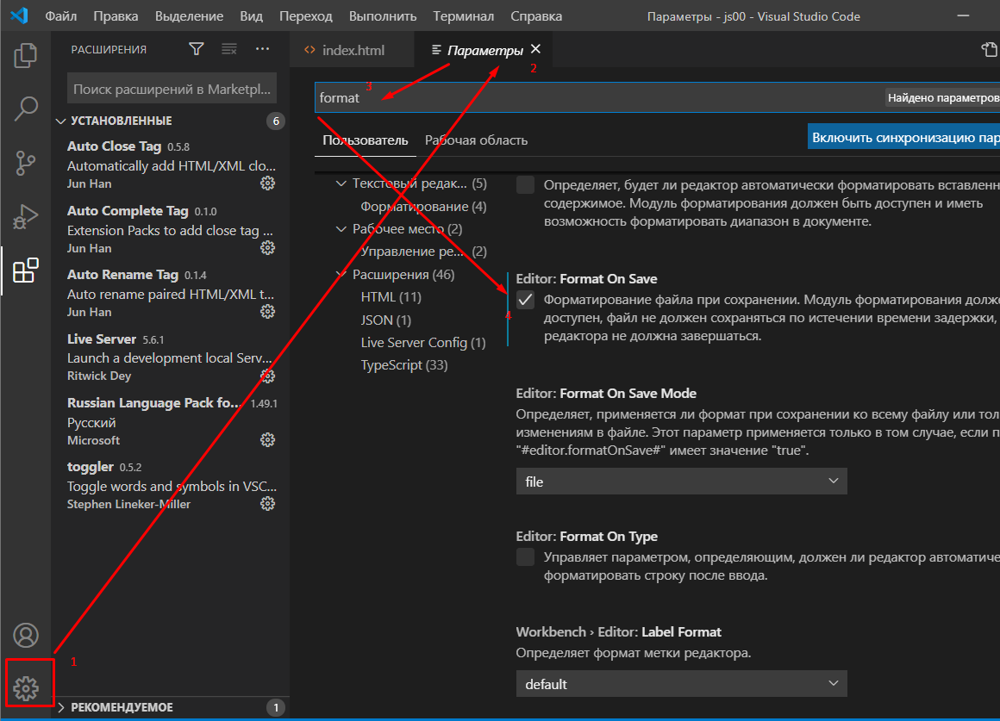 Файл Правка Выделение Вид Переход Выполнить Терминал Справка Параметры - js00 - Visual Studio Code
РАСШИРЕНИЯ
Поиск расширений в Marketpl...
УСТАНОВЛЕННЫЕ 6
Auto Close Tag 0.5.8
Automatically add HTML/XML clo...
Jun Han
Auto Complete Tag 0.1.0
Extension Packs to add close tag ...
Jun Han
Auto Rename Tag 0.1.4
Auto rename paired HTML/XML t...
Jun Han
Live Server 5.6.1
Launch a development local Serv...
Ritwick Dey
Russian Language Pack fo... 1.49.1
Русский
Microsoft
toggler 0.5.2
Toggle words and symbols in VSC...
Stephen Lineker-Miller
1
РЕКОМЕНДУЕМОЕ 1
index.html Параметры
2
3
format Найдено параметров
Пользователь Рабочая область
Включить синхронизацию пар
Текстовый редак... (5)
Форматирование (4)
Рабочее место (2)
Управление ре... (2)
Расширения (46)
HTML (11)
JSON (1)
Live Server Config (1)
TypeScript (33)
Определяет, будет ли редактор автоматически форматировать вставленн
содержимое. Модуль форматирования должен быть доступен и иметь
возможность форматировать диапазон в документе.
Editor: Format On Save
4
Форматирование файла при сохранении. Модуль форматирования долже
доступен, файл не должен сохраняться по истечении времени задержки,
редактора не должна завершаться.
Editor: Format On Save Mode
Определяет, применяется ли формат при сохранении ко всему файлу или тол
изменениям в файле. Этот параметр применяется только в том случае, если п
"#editor.formatOnSave#" имеет значение "true".
file
Editor: Format On Type
Управляет параметром, определяющим, должен ли редактор автоматиче
форматировать строку после ввода.
Workbench › Editor: Label Format
Определяет формат метки редактора.
default